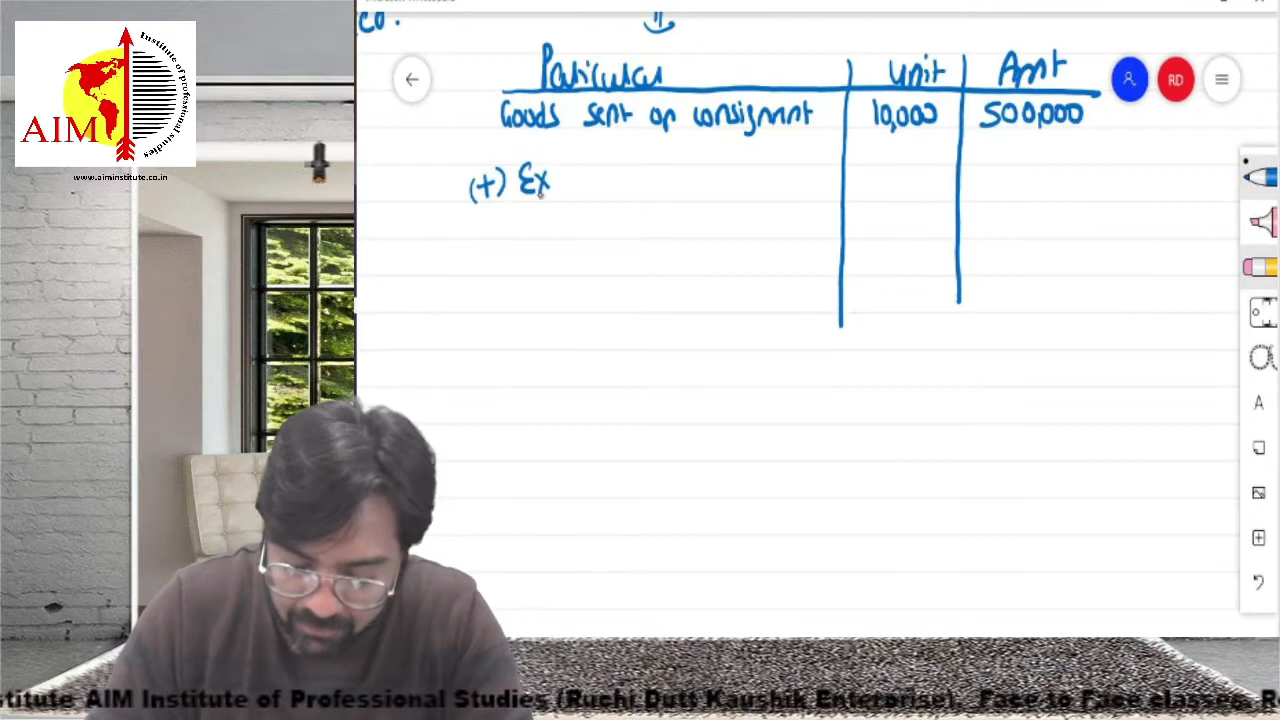 Institute of professional studies
AIM
www.aiminstitute.co.in
co.
Particular unit Amt
Goods sent on consignment 10,000 500,000
(+) Ex
RD
A
stitute AIM Institute of Professional Studies (Ruchi Dutt Kaushik Enterprise). Face to Face classes. R